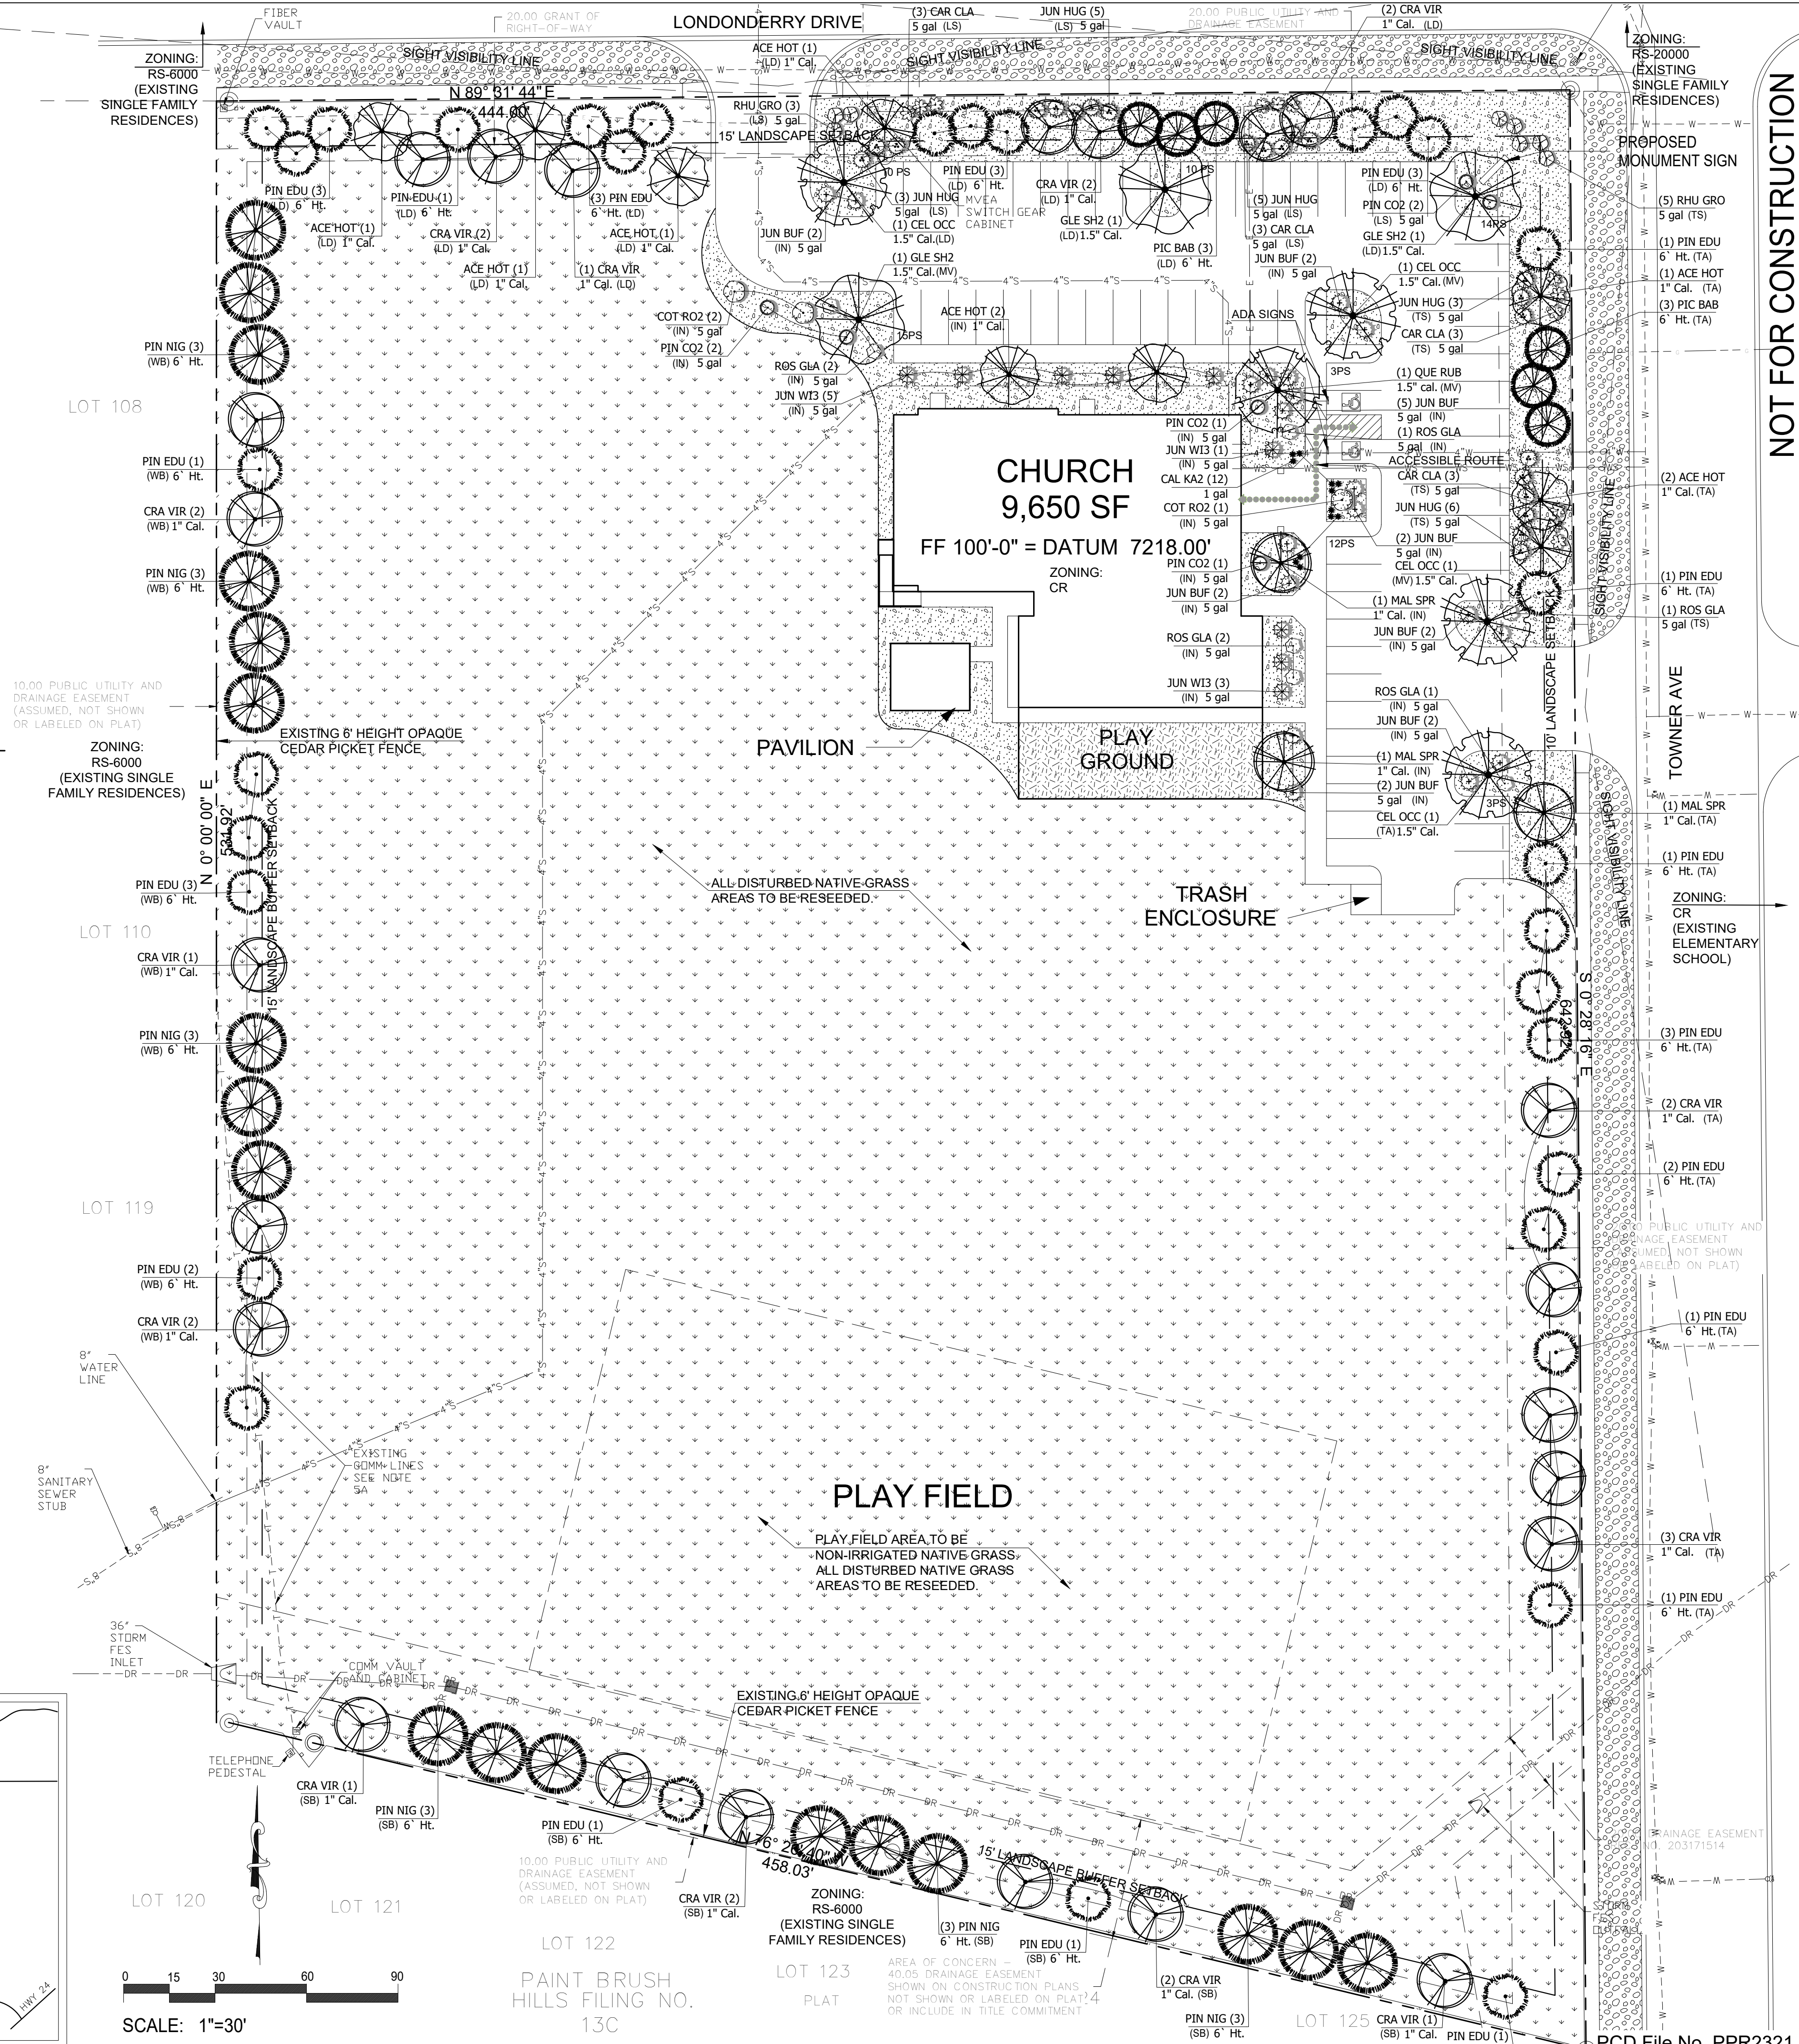 FIBER
VAULT
20.00 GRANT OF
RIGHT-OF-WAY
LONDONDERRY DRIVE
(3) CAR CLA
5 gal (LS)
JUN HUG (5)
(LS) 5 gal
20.00 PUBLIC UTILITY AND
DRAINAGE EASEMENT
(2) CRA VIR
1" Cal. (LD)
ZONING:
RS-6000
(EXISTING
SINGLE FAMILY
RESIDENCES)
SIGHT VISIBILITY LINE
ACE HOT (1)
(LD) 1" Cal.
SIGHT VISIBILITY LINE
SIGHT VISIBILITY LINE
ZONING:
RS-20000
(EXISTING
SINGLE FAMILY
RESIDENCES)
NOT FOR CONSTRUCTION
N 89° 31' 44" E
444.00'
RHU GRO (3)
(LS) 5 gal
15' LANDSCAPE SETBACK
PROPOSED
MONUMENT SIGN
PIN EDU (3)
(LD) 6` Ht.
ACE HOT (1)
(LD) 1" Cal.
PIN EDU (1)
(LD) 6` Ht.
CRA VIR (2)
(LD) 1" Cal.
ACE HOT (1)
(LD) 1" Cal.
(3) PIN EDU
6` Ht. (LD)
ACE HOT (1)
(LD) 1" Cal.
(1) CRA VIR
1" Cal. (LD)
JUN BUF (2)
(IN) 5 gal
10 PS
(3) JUN HUG
5 gal (LS)
(1) CEL OCC
1.5" Cal.(LD)
PIN EDU (3)
(LD) 6` Ht.
MVEA
SWITCH GEAR
CABINET
CRA VIR (2)
(LD) 1" Cal.
GLE SH2 (1)
(LD)1.5" Cal.
10 PS
PIC BAB (3)
(LD) 6` Ht.
(5) JUN HUG
5 gal (LS)
(3) CAR CLA
5 gal (LS)
JUN BUF (2)
(IN) 5 gal
PIN EDU (3)
(LD) 6` Ht.
PIN CO2 (2)
(LS) 5 gal
GLE SH2 (1)
(LD)1.5" Cal.
14PS
(5) RHU GRO
5 gal (TS)
(1) PIN EDU
6` Ht. (TA)
(1) ACE HOT
1" Cal. (TA)
(3) PIC BAB
6` Ht. (TA)
(1) GLE SH2
1.5" Cal.(MV)
(1) CEL OCC
1.5" Cal. (MV)
JUN HUG (3)
(TS) 5 gal
CAR CLA (3)
(TS) 5 gal
COT RO2 (2)
(IN) 5 gal
PIN CO2 (2)
(IN) 5 gal
15PS
ACE HOT (2)
(IN) 1" Cal.
ADA SIGNS
3PS
ROS GLA (2)
(IN) 5 gal
JUN WI3 (5)
(IN) 5 gal
PIN NIG (3)
(WB) 6` Ht.
LOT 108
(1) QUE RUB
1.5" cal. (MV)
(5) JUN BUF
5 gal (IN)
(1) ROS GLA
5 gal (IN)
ACCESSIBLE ROUTE
CAR CLA (3)
(TS) 5 gal
JUN HUG (6)
(TS) 5 gal
(2) JUN BUF
5 gal (IN)
CEL OCC (1)
(MV) 1.5" Cal.
PIN CO2 (1)
(IN) 5 gal
JUN WI3 (1)
(IN) 5 gal
CAL KA2 (12)
1 gal
COT RO2 (1)
(IN) 5 gal
12PS
CHURCH
9,650 SF
FF 100'-0" = DATUM 7218.00'
ZONING:
CR
PIN CO2 (1)
(IN) 5 gal
JUN BUF (2)
(IN) 5 gal
(2) ACE HOT
1" Cal. (TA)
SIGHT VISIBILITY LINE
PIN EDU (1)
(WB) 6` Ht.
CRA VIR (2)
(WB) 1" Cal.
PIN NIG (3)
(WB) 6` Ht.
(1) MAL SPR
1" Cal. (IN)
JUN BUF (2)
(IN) 5 gal
(1) PIN EDU
6` Ht. (TA)
(1) ROS GLA
5 gal (TS)
ROS GLA (2)
(IN) 5 gal
JUN WI3 (3)
(IN) 5 gal
10' LANDSCAPE SETBACK
TOWNER AVE
10.00 PUBLIC UTILITY AND
DRAINAGE EASEMENT
(ASSUMED, NOT SHOWN
OR LABELED ON PLAT)
EXISTING 6' HEIGHT OPAQUE
CEDAR PICKET FENCE
ZONING:
RS-6000
(EXISTING SINGLE
FAMILY RESIDENCES)
PAVILION
PLAY
GROUND
ROS GLA (1)
(IN) 5 gal
JUN BUF (2)
(IN) 5 gal
(1) MAL SPR
1" Cal. (IN)
(2) JUN BUF
5 gal (IN)
CEL OCC (1)
(TA)1.5" Cal.
3PS
N 0° 00' 00" E
531.92'
15' LANDSCAPE BUFFER SETBACK
SIGHT VISIBILITY LINE
(1) MAL SPR
1" Cal. (TA)
(1) PIN EDU
6` Ht. (TA)
PIN EDU (3)
(WB) 6` Ht.
ALL DISTURBED NATIVE GRASS
AREAS TO BE RESEEDED.
TRASH
ENCLOSURE
ZONING:
CR
(EXISTING
ELEMENTARY
SCHOOL)
LOT 110
CRA VIR (1)
(WB) 1" Cal.
PIN NIG (3)
(WB) 6` Ht.
S 0° 28' 16" E
642.92'
(3) PIN EDU
6` Ht. (TA)
(2) CRA VIR
1" Cal. (TA)
(2) PIN EDU
6` Ht. (TA)
LOT 119
PUBLIC UTILITY AND
EASEMENT
NOT SHOWN
LABELED ON PLAT)
PIN EDU (2)
(WB) 6` Ht.
CRA VIR (2)
(WB) 1" Cal.
(1) PIN EDU
6` Ht. (TA)
8"
WATER
LINE
EXISTING
COMM LINES
SEE NOTE
5A
8"
SANITARY
SEWER
STUB
PLAY FIELD
PLAY FIELD AREA TO BE
NON-IRRIGATED NATIVE GRASS.
ALL DISTURBED NATIVE GRASS
AREAS TO BE RESEEDED.
(3) CRA VIR
1" Cal. (TA)
(1) PIN EDU
6` Ht. (TA)
36"
STORM
FES
INLET
COMM VAULT
AND CABINET
EXISTING 6' HEIGHT OPAQUE
CEDAR PICKET FENCE
TELEPHONE
PEDESTAL
CRA VIR (1)
(SB) 1" Cal.
PIN NIG (3)
(SB) 6` Ht.
PIN EDU (1)
(SB) 6` Ht.
N 76° 26' 40" W
458.03'
15' LANDSCAPE BUFFER SETBACK
DRAINAGE EASEMENT
NO. 203171514
10.00 PUBLIC UTILITY AND
DRAINAGE EASEMENT
(ASSUMED, NOT SHOWN
OR LABELED ON PLAT)
CRA VIR (2)
(SB) 1" Cal.
ZONING:
RS-6000
(EXISTING SINGLE
FAMILY RESIDENCES)
(3) PIN NIG
6` Ht. (SB)
PIN EDU (1)
(SB) 6` Ht.
LOT 120
LOT 121
LOT 122
LOT 123
PLAT
AREA OF CONCERN -
40.05 DRAINAGE EASEMENT
SHOWN ON CONSTRUCTION PLANS
NOT SHOWN OR LABELED ON PLAT
OR INCLUDE IN TITLE COMMITMENT
(2) CRA VIR
1" Cal. (SB)
PIN NIG (3)
(SB) 6` Ht.
LOT 125
CRA VIR (1)
(SB) 1" Cal.
PIN EDU (1)
PAINT BRUSH
HILLS FILING NO.
13C
0 15 30 60 90
SCALE: 1"=30'
HWY 24
PCD File No. PPR2321